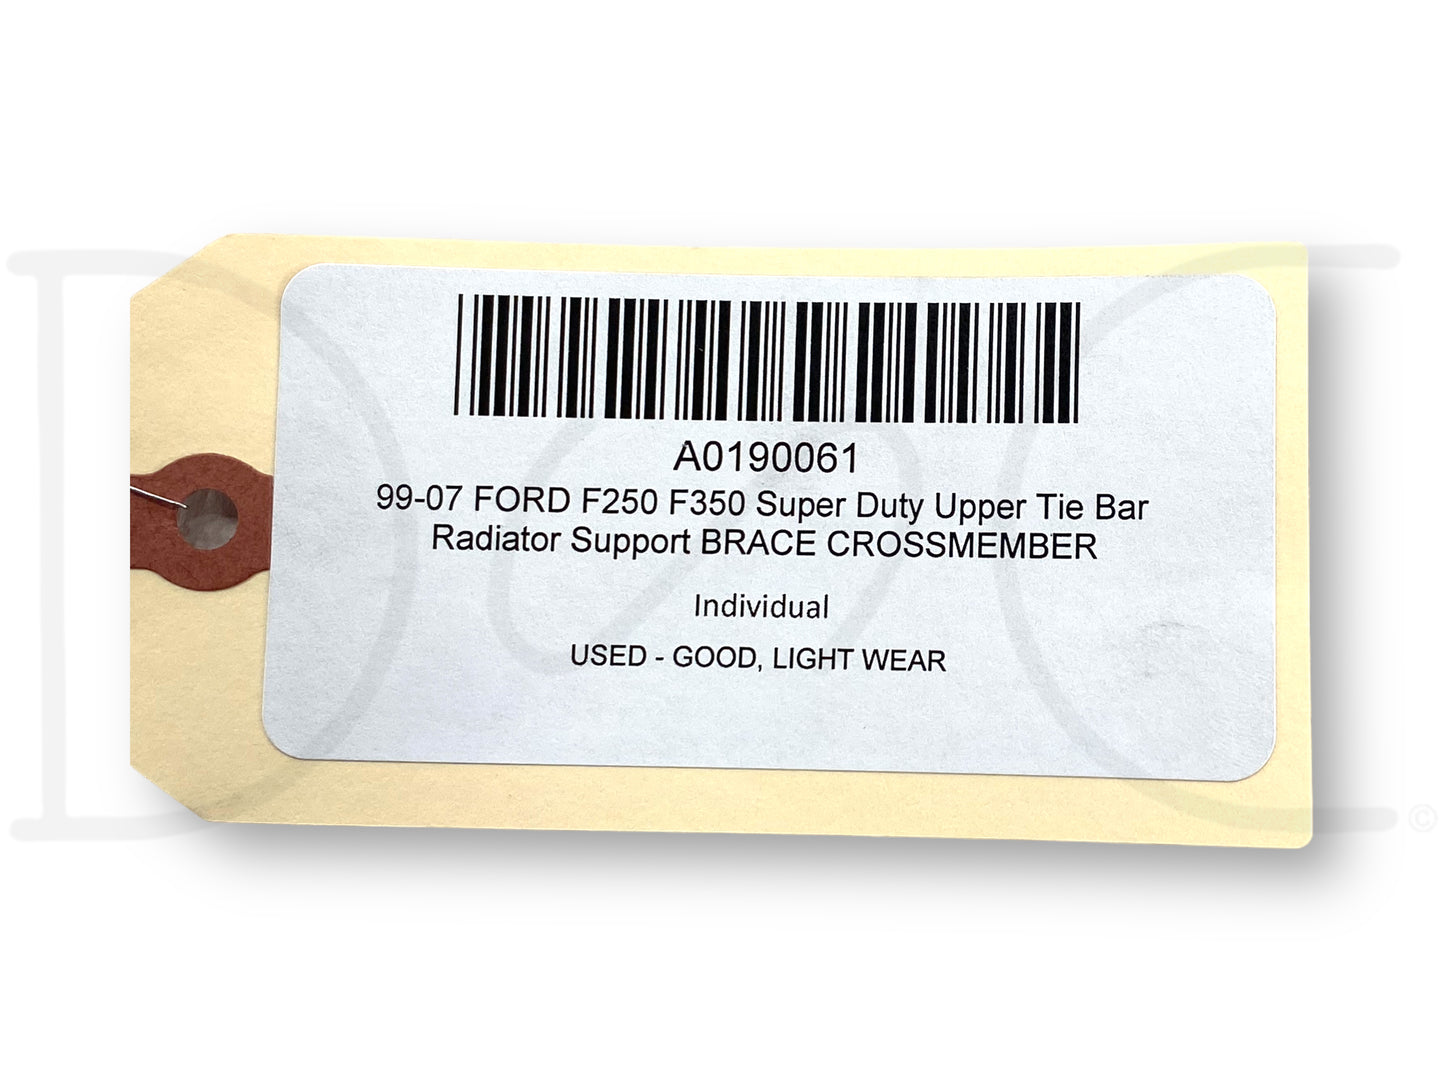 A0190061
99-07 FORD F250 F350 Super Duty Upper Tie Bar
Radiator Support BRACE CROSSMEMBER
Individual
USED - GOOD, LIGHT WEAR
©